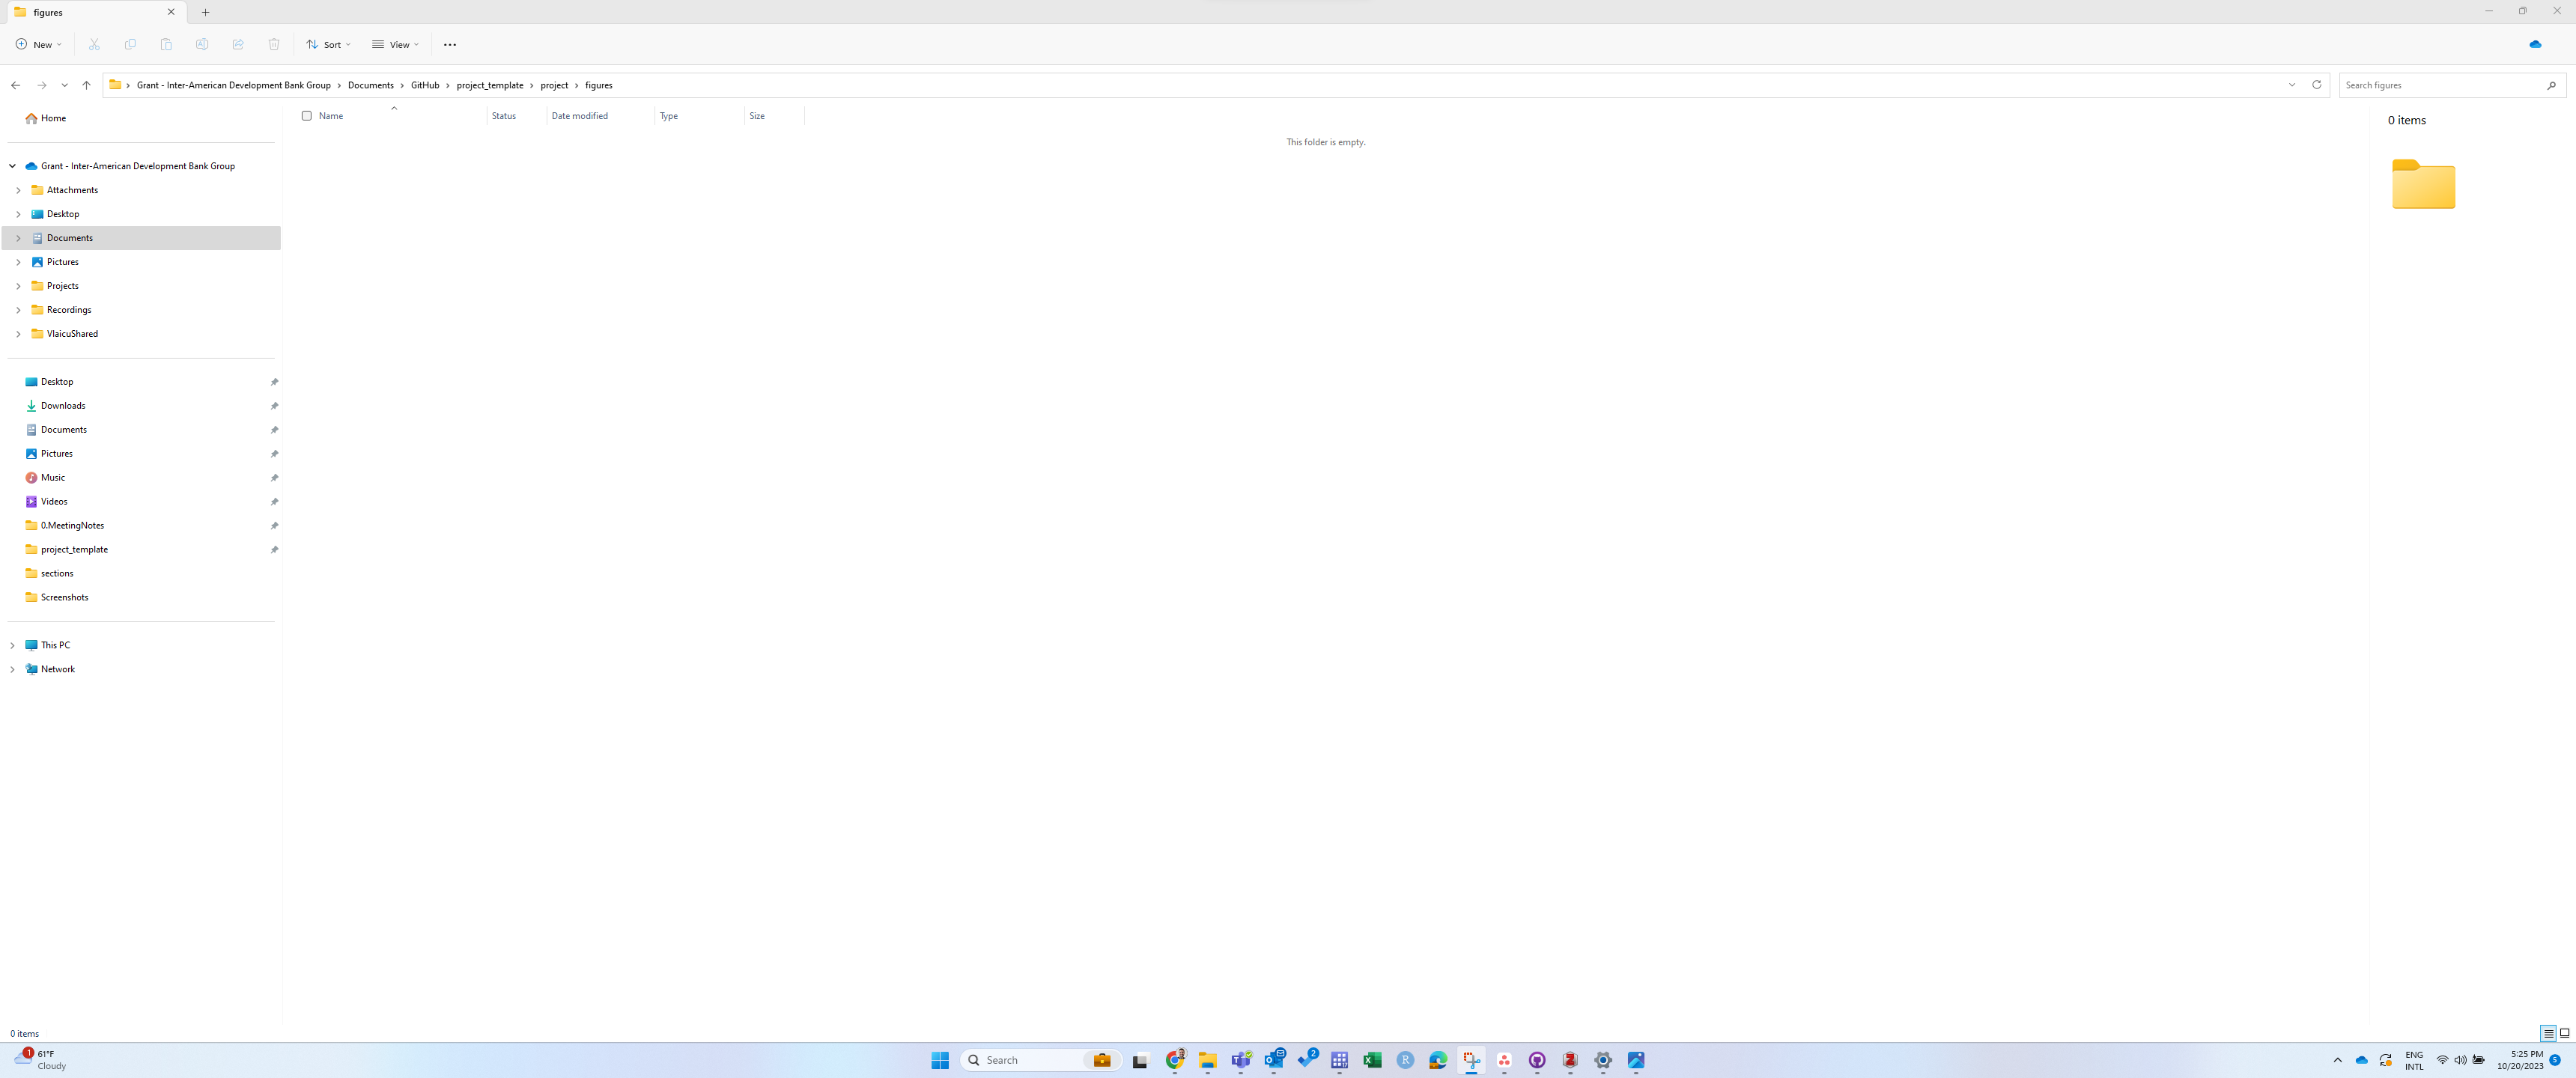 figures
New
Sort
View
Grant - Inter-American Development Bank Group > Documents > GitHub > project_template > project > figures
Search figures
Home
Grant - Inter-American Development Bank Group
Attachments
Desktop
Documents
Pictures
Projects
Recordings
VlaicuShared
Desktop
Downloads
Documents
Pictures
Music
Videos
0.MeetingNotes
project_template
sections
Screenshots
This PC
Network
Name Status Date modified Type Size
This folder is empty.
0 items
0 items
1
61°F
Cloudy
Search
2
R
ENG
INTL
5:25 PM
10/20/2023
5